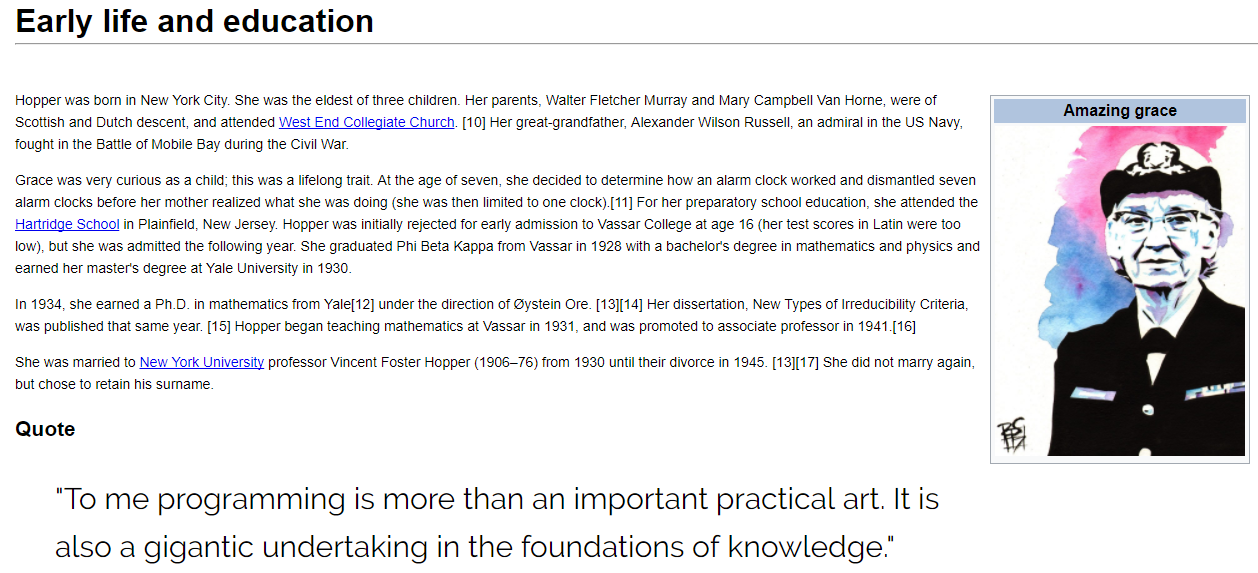 Early life and education
Hopper was born in New York City. She was the eldest of three children. Her parents, Walter Fletcher Murray and Mary Campbell Van Horne, were of
Scottish and Dutch descent, and attended West End Collegiate Church. [10] Her great-grandfather, Alexander Wilson Russell, an admiral in the US Navy,
fought in the Battle of Mobile Bay during the Civil War.
Grace was very curious as a child; this was a lifelong trait. At the age of seven, she decided to determine how an alarm clock worked and dismantled seven
alarm clocks before her mother realized what she was doing (she was then limited to one clock).[11] For her preparatory school education, she attended the
Hartridge School in Plainfield, New Jersey. Hopper was initially rejected for early admission to Vassar College at age 16 (her test scores in Latin were too
low), but she was admitted the following year. She graduated Phi Beta Kappa from Vassar in 1928 with a bachelor's degree in mathematics and physics and
earned her master's degree at Yale University in 1930.
In 1934, she earned a Ph.D. in mathematics from Yale[12] under the direction of Øystein Ore. [13][14] Her dissertation, New Types of Irreducibility Criteria,
was published that same year. [15] Hopper began teaching mathematics at Vassar in 1931, and was promoted to associate professor in 1941.[16]
She was married to New York University professor Vincent Foster Hopper (1906–76) from 1930 until their divorce in 1945. [13][17] She did not marry again,
but chose to retain his surname.
Quote
"To me programming is more than an important practical art. It is
also a gigantic undertaking in the foundations of knowledge."
Amazing grace